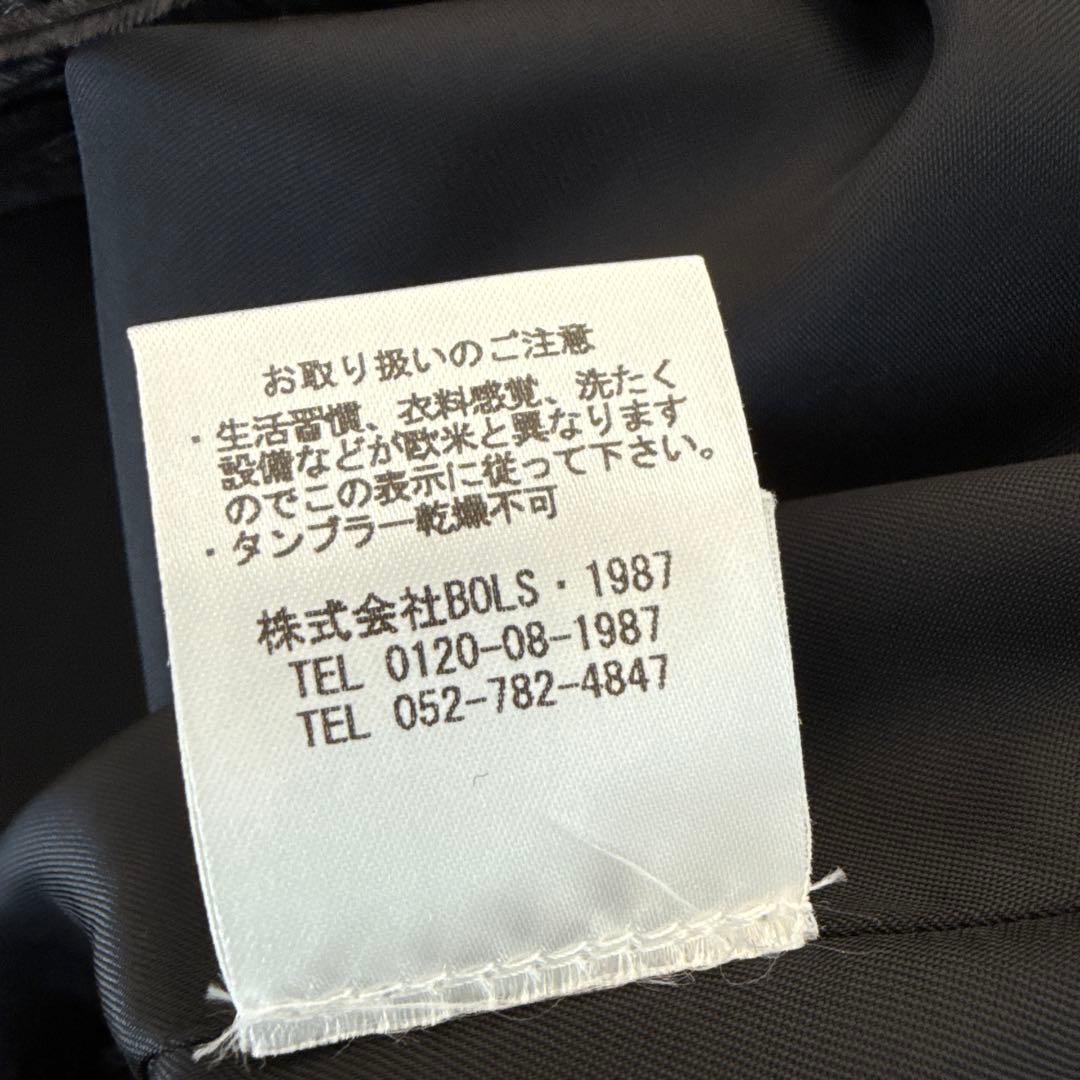 お取り扱いのご注意
・生活習慣、衣料感覚、洗たく
設備などが欧米と異なります
のでこの表示に従って下さい。
・タンブラー乾燥不可
株式会社BOLS・1987
TEL 0120-08-1987
TEL 052-782-4847